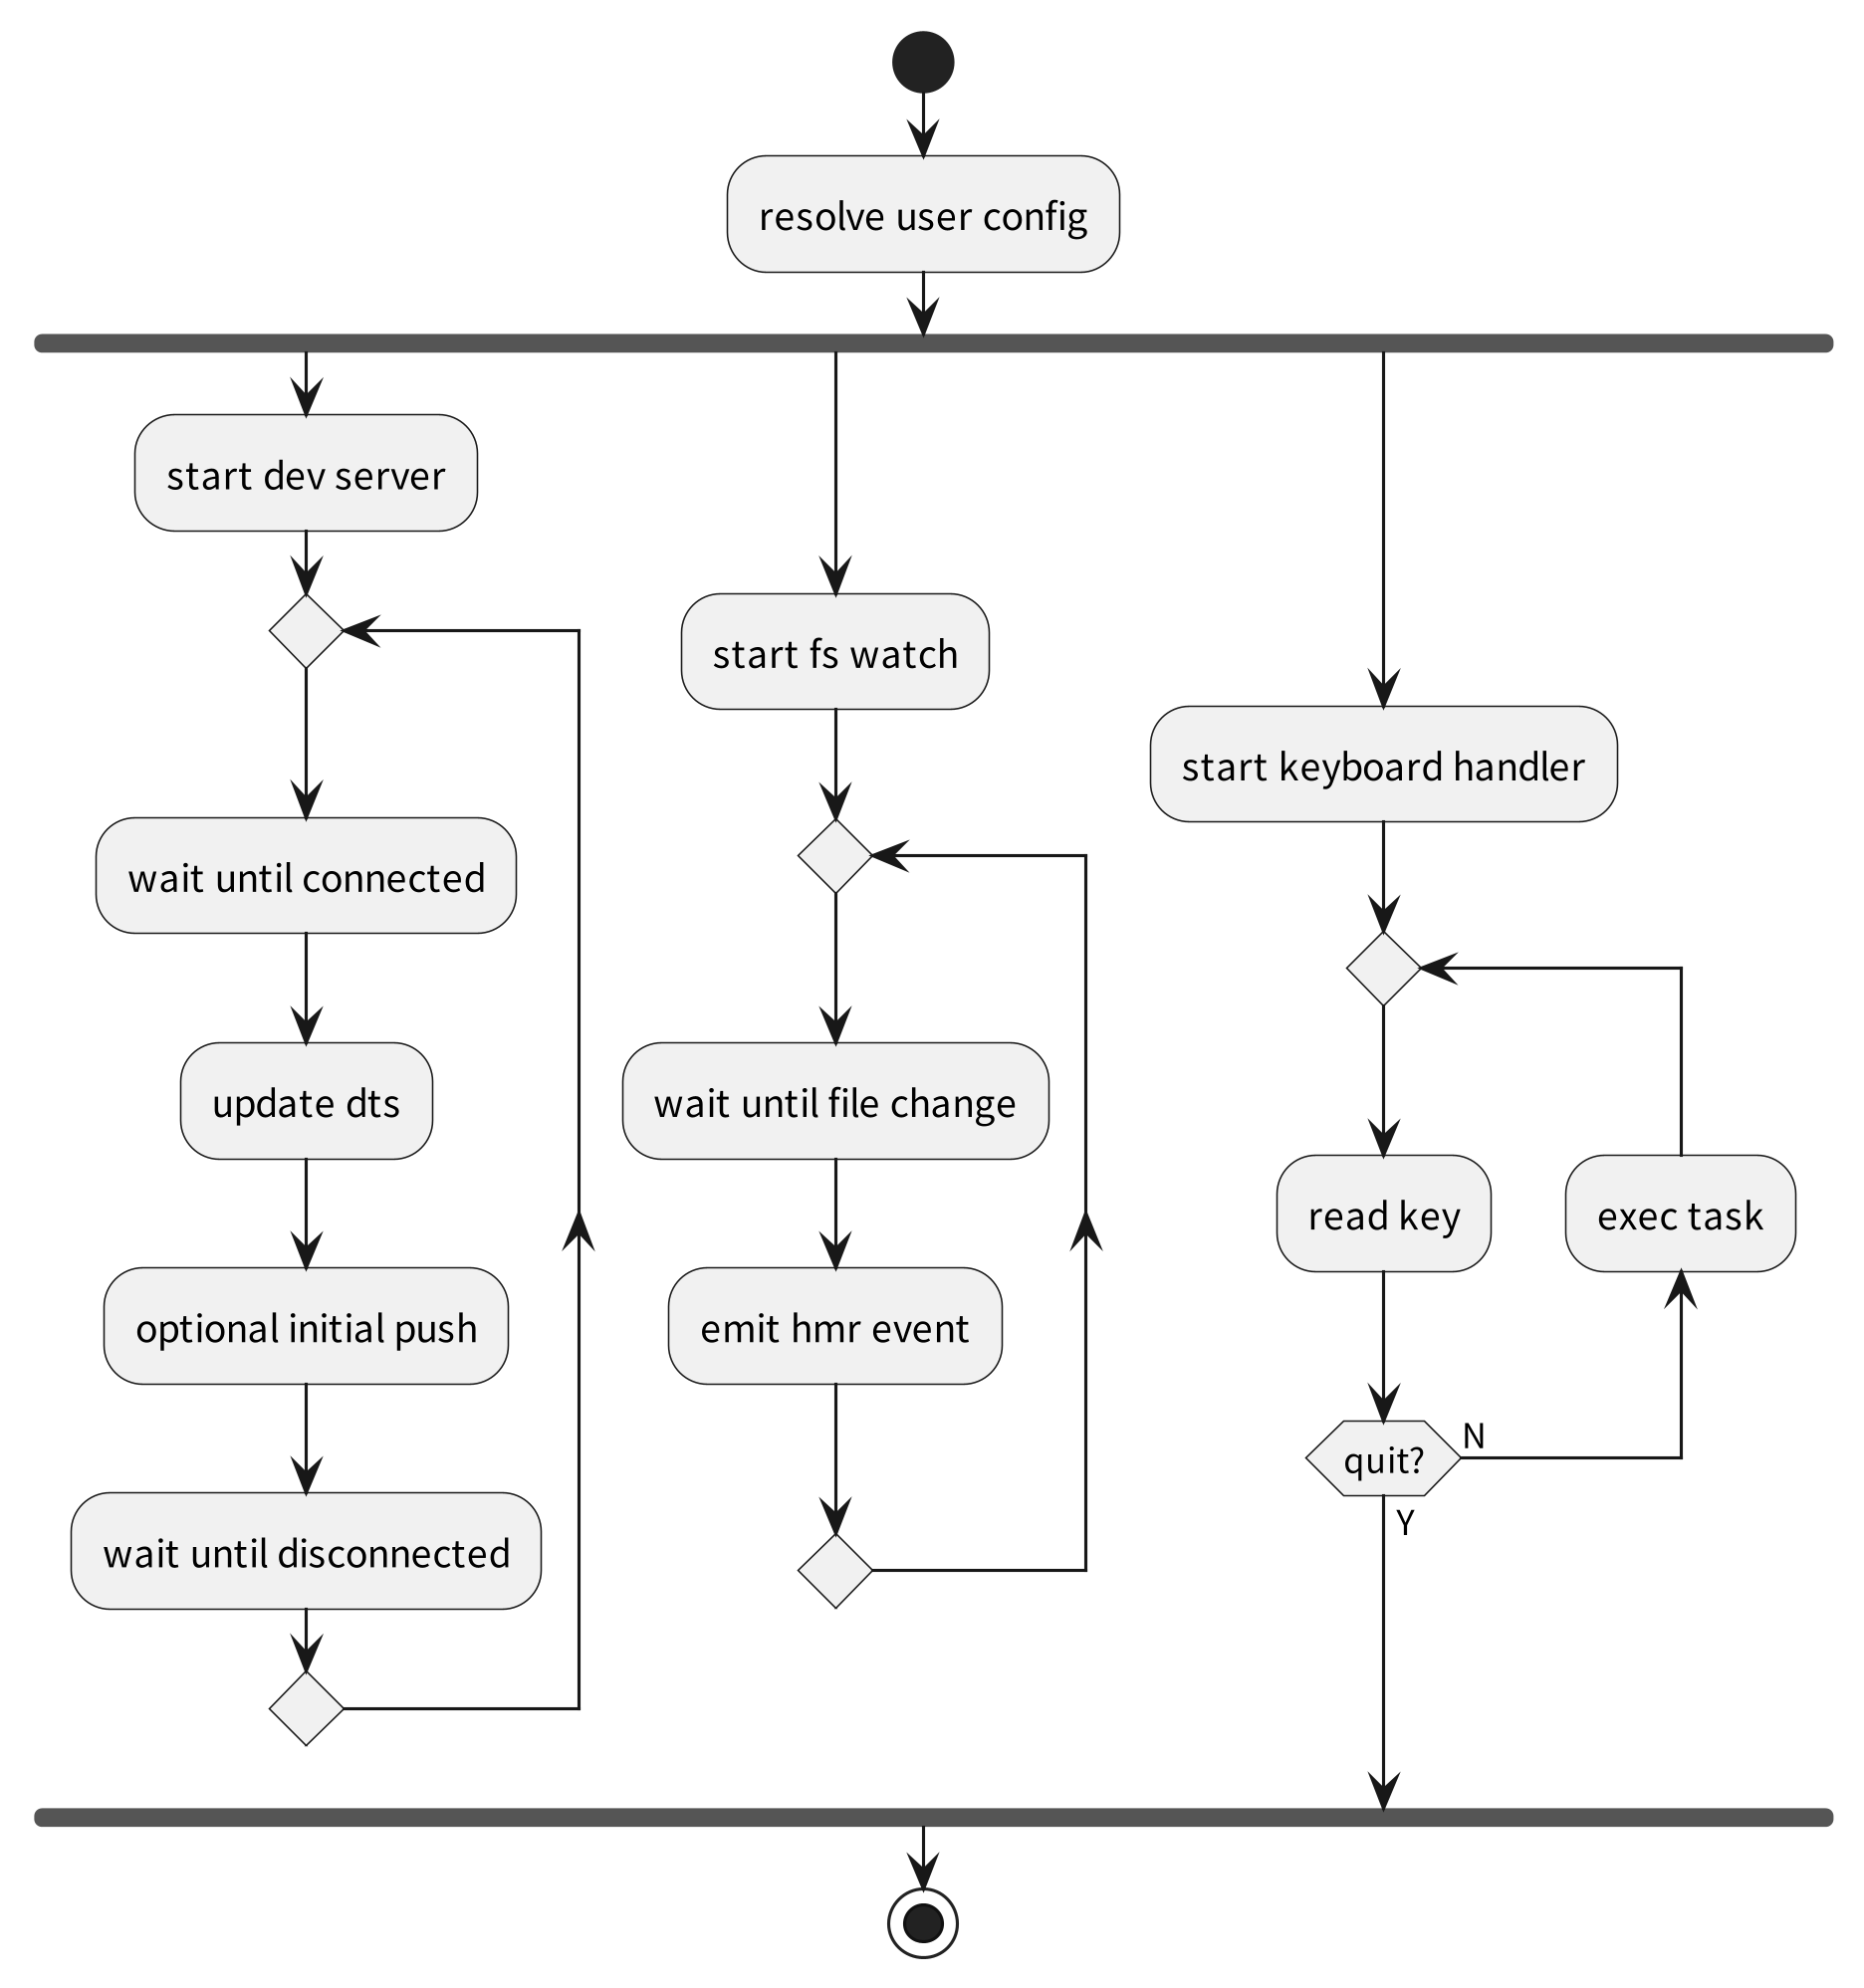 resolve user config
start dev server
wait until connected
update dts
optional initial push
wait until disconnected
start fs watch
wait until file change
emit hmr event
start keyboard handler
read key
exec task
quit?
N
Y